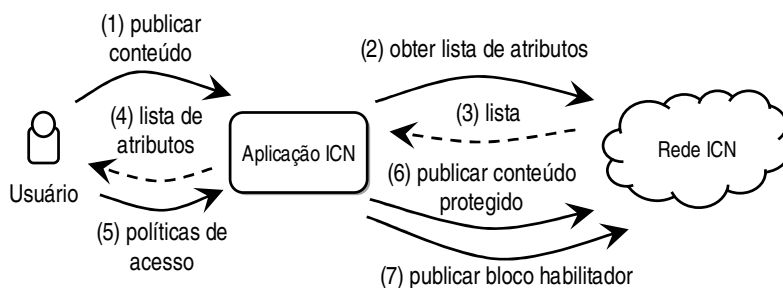 (1) publicar
conteúdo
(2) obter lista de atributos
(4) lista de
atributos
(3) lista
Aplicação ICN
Rede ICN
Usuário
(6) publicar conteúdo
protegido
(5) políticas de
acesso
(7) publicar bloco habilitador